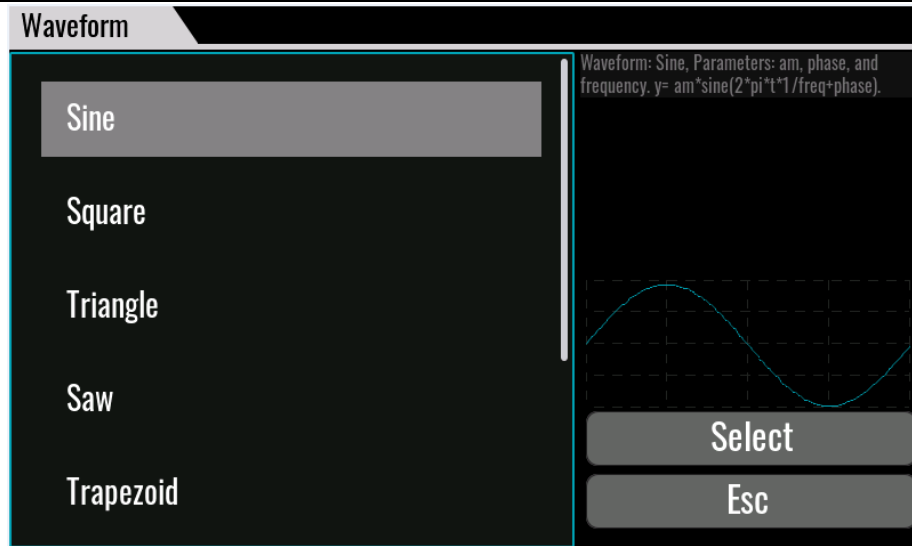 Waveform
Waveform: Sine, Parameters: am, phase, and
frequency. y= am*sine(2*pi*t*1/freq+phase).
Sine
Square
Triangle
Saw
Trapezoid
Select
Esc